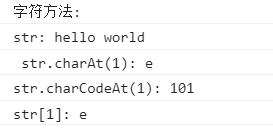 字符方法:
str: hello world
str.charAt(1): e
str.charCodeAt(1): 101
str[1]: e